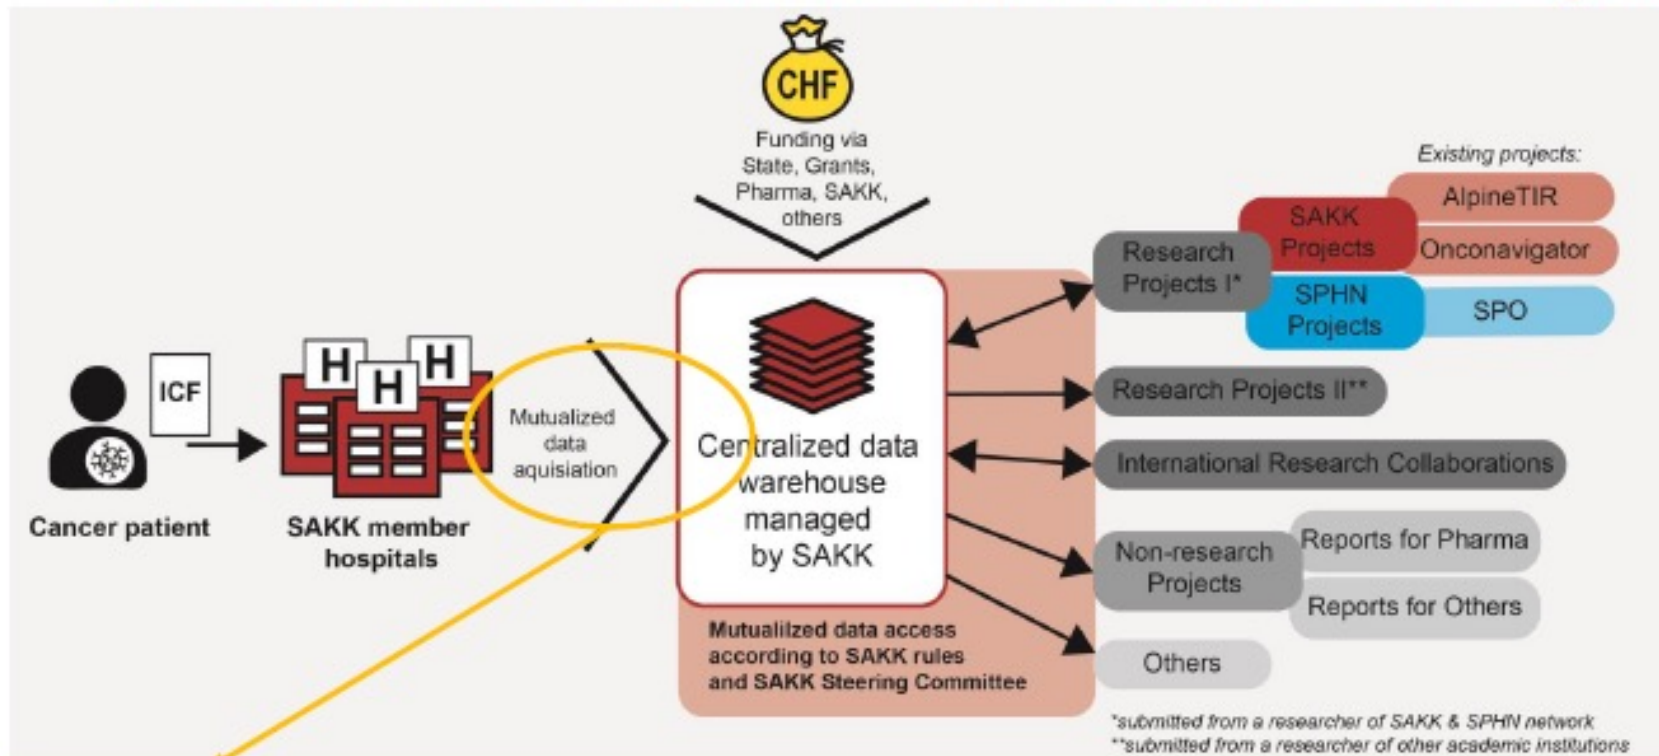 CHF
Funding via
State, Grants,
Pharma, SAKK,
others
ICF
Cancer patient
H
H
H
SAKK member
hospitals
Mutualized
data
aquisiation
Centralized data
warehouse
managed
by SAKK
Mutualilzed data access
according to SAKK rules
and SAKK Steering Committee
Existing projects:
Research
Projects I*
SAKK
Projects
AlpineTIR
Onconavigator
SPHN
Projects
SPO
Research Projects II**
International Research Collaborations
Non-research
Projects
Reports for Pharma
Reports for Others
Others
*submitted from a researcher of SAKK & SPHN network
**submitted from a researcher of other academic institutions